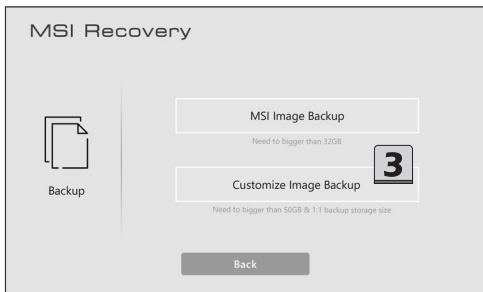 MSI Recovery
MSI Image Backup
Need to bigger than 32GB
3
Backup
Customize Image Backup
Need to bigger than 50GB & 1:1 backup storage size
Back